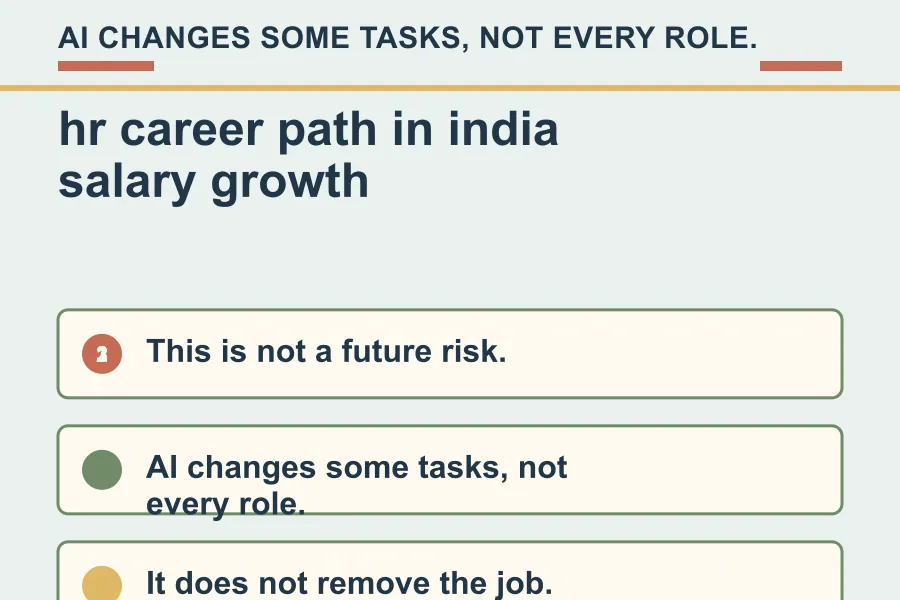 AI CHANGES SOME TASKS, NOT EVERY ROLE.
hr career path in india
salary growth
This is not a future risk.
AI changes some tasks, not
every role.
It does not remove the job.